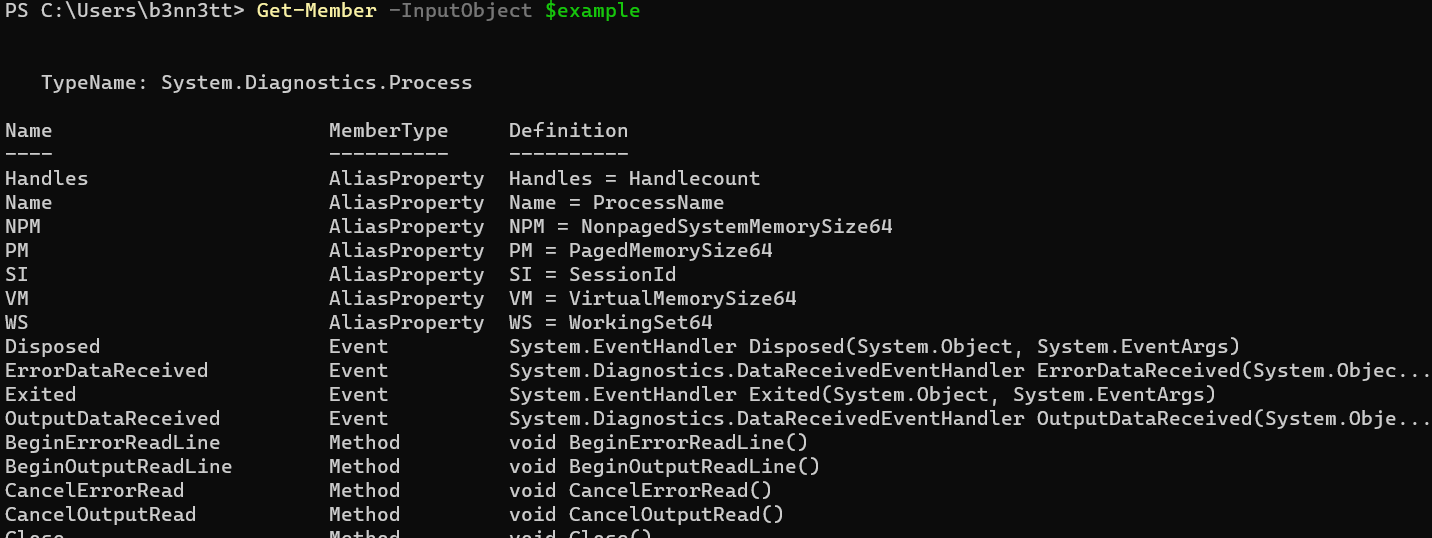 PS C:\Users\b3nn3tt> Get-Member -InputObject $example
TypeName: System.Diagnostics.Process
Name MemberType Definition
---- ---------- ----------
Handles AliasProperty Handles = Handlecount
Name AliasProperty Name = ProcessName
NPM AliasProperty NPM = NonpagedSystemMemorySize64
PM AliasProperty PM = PagedMemorySize64
SI AliasProperty SI = SessionId
VM AliasProperty VM = VirtualMemorySize64
WS AliasProperty WS = WorkingSet64
Disposed Event System.EventHandler Disposed(System.Object, System.EventArgs)
ErrorDataReceived Event System.Diagnostics.DataReceivedEventHandler ErrorDataReceived(System.Objec...
Exited Event System.EventHandler Exited(System.Object, System.EventArgs)
OutputDataReceived Event System.Diagnostics.DataReceivedEventHandler OutputDataReceived(System.Obje...
BeginErrorReadLine Method void BeginErrorReadLine()
BeginOutputReadLine Method void BeginOutputReadLine()
CancelErrorRead Method void CancelErrorRead()
CancelOutputRead Method void CancelOutputRead()
Close Method void Close()